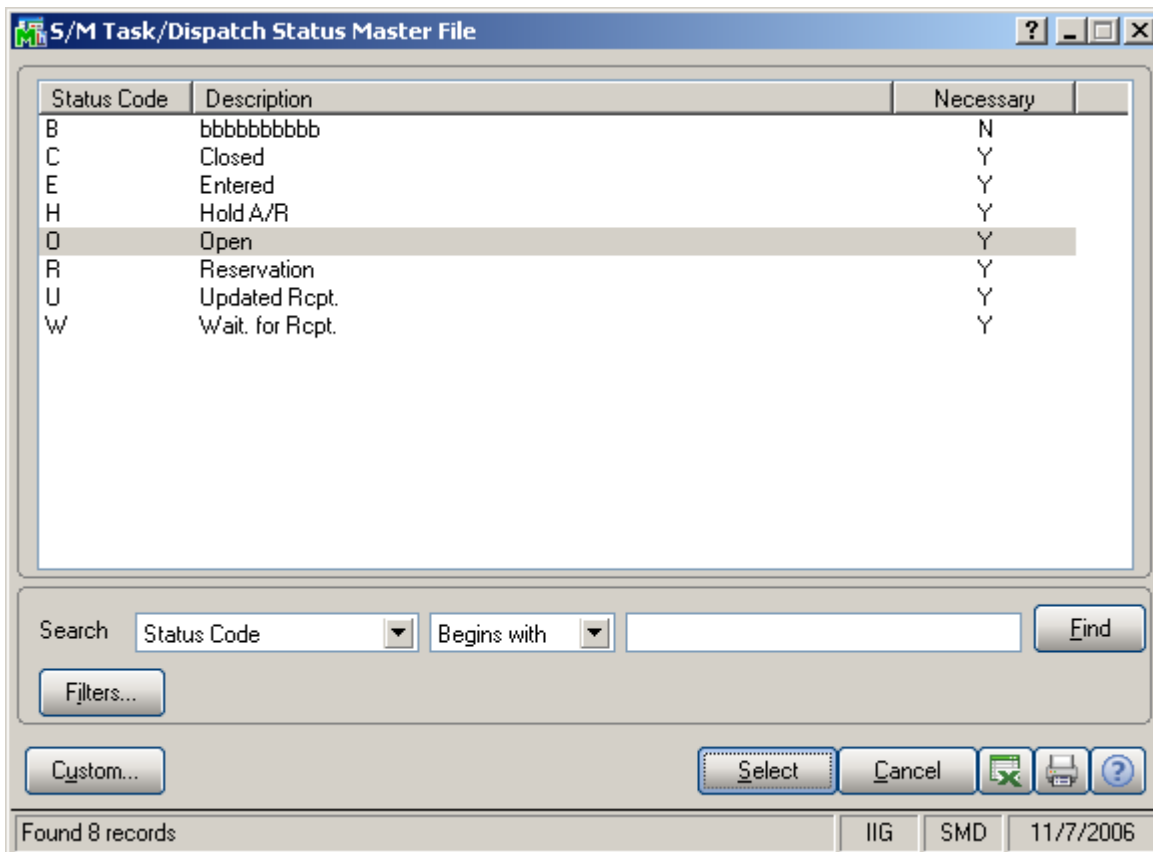 S/M Task/Dispatch Status Master File
Status Code Description Necessary
B bbbbbbbbbb N
C Closed Y
E Entered Y
H Hold A/R Y
O Open Y
R Reservation Y
U Updated Rcpt. Y
W Wait. for Rcpt. Y
Search Status Code Begins with Find
Filters...
Custom... Select Cancel
Found 8 records IIG SMD 11/7/2006